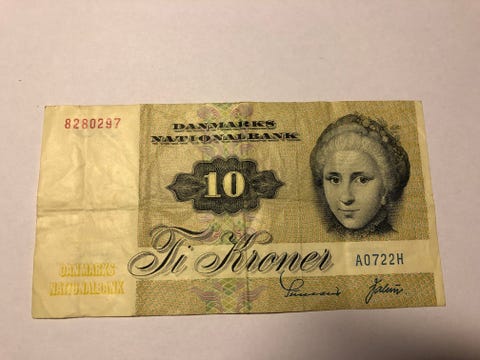 8280297
DANMARKS
NATIONALBANK
10
Ti Kroner
A0722H
DANMARKS
NATIONALBANK